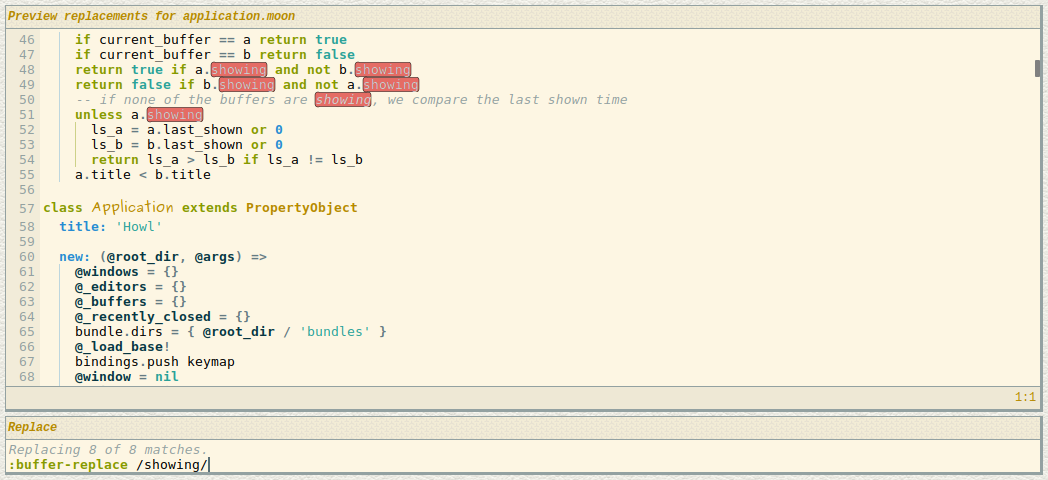 Preview replacements for application.moon
46 if current_buffer == a return true
47 if current_buffer == b return false
48 return true if a.showing and not b.showing
49 return false if b.showing and not a.showing
50 -- if none of the buffers are showing, we compare the last shown time
51 unless a.showing
52 ls_a = a.last_shown or 0
53 ls_b = b.last_shown or 0
54 return ls_a > ls_b if ls_a != ls_b
55 a.title < b.title
56
57 class Application extends PropertyObject
58 title: 'Howl'
59
60 new: (@root_dir, @args) =>
61 @windows = {}
62 @_editors = {}
63 @_buffers = {}
64 @_recently_closed = {}
65 bundle.dirs = { @root_dir / 'bundles' }
66 @_load_base!
67 bindings.push keymap
68 @window = nil
1:1
Replace
Replacing 8 of 8 matches.
:buffer-replace /showing/